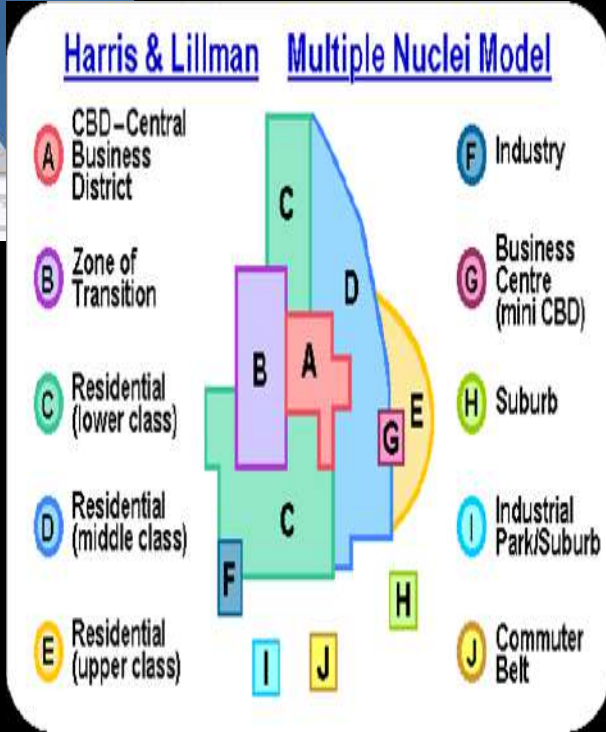 Harris & Lillman Multiple Nuclei Model
A
CBD–Central
Business
District
B
Zone of
Transition
C
Residential
(lower class)
D
Residential
(middle class)
E
Residential
(upper class)
C
D
B
A
E
G
C
F
H
I
J
F
Industry
G
Business
Centre
(mini CBD)
H
Suburb
I
Industrial
Park/Suburb
J
Commuter
Belt